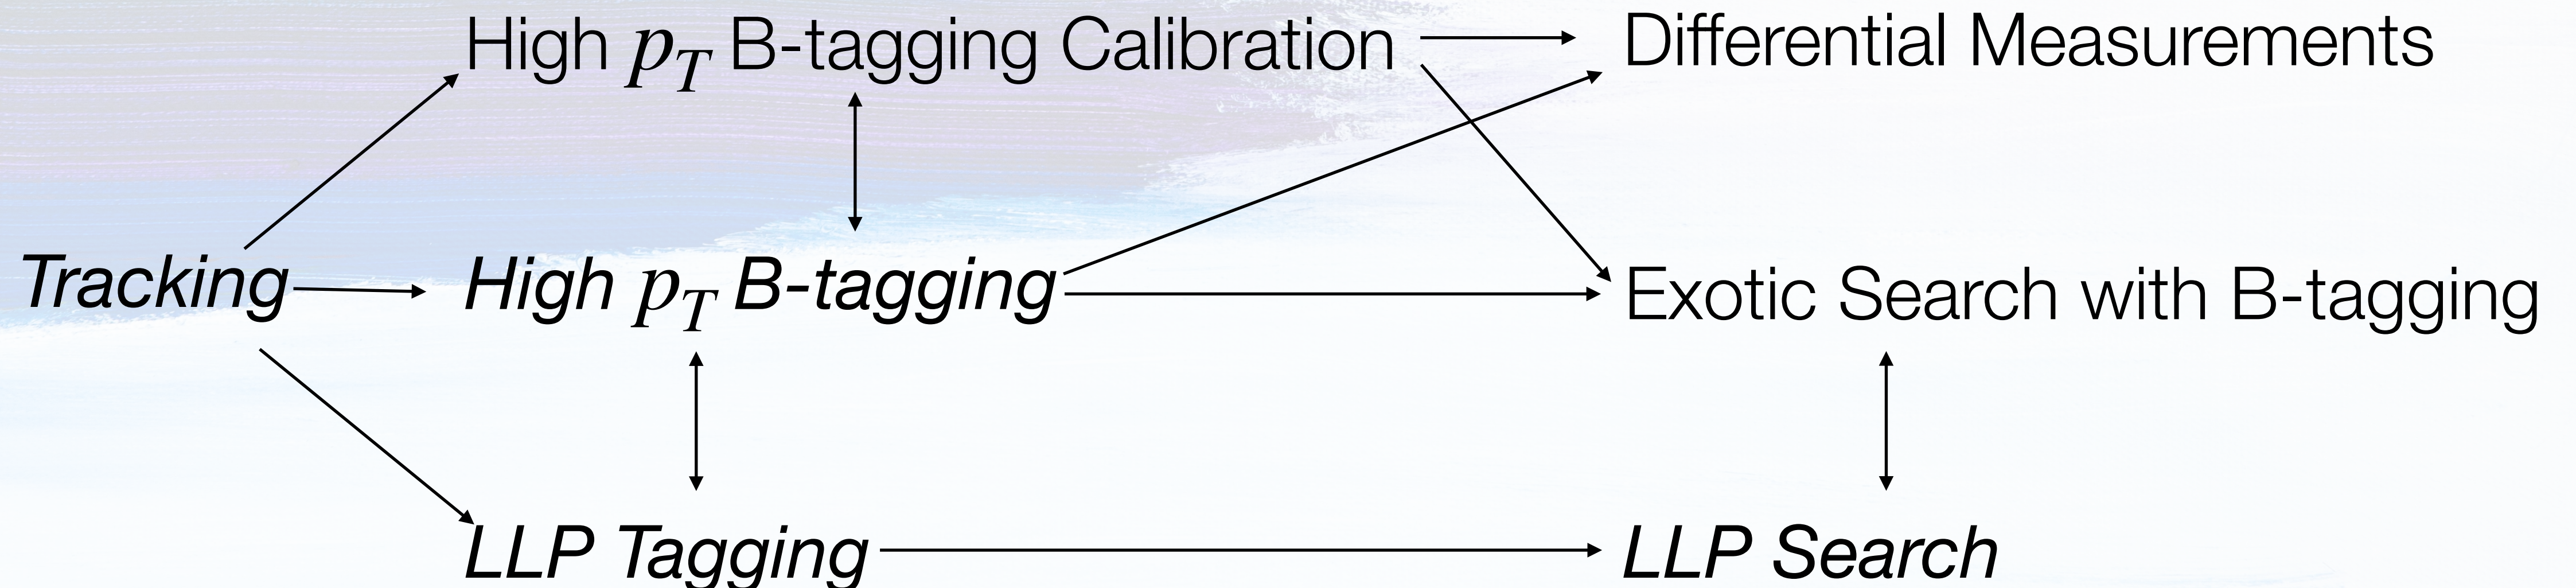 High p_T B-tagging Calibration
Differential Measurements
Tracking
High p_T B-tagging
Exotic Search with B-tagging
LLP Tagging
LLP Search